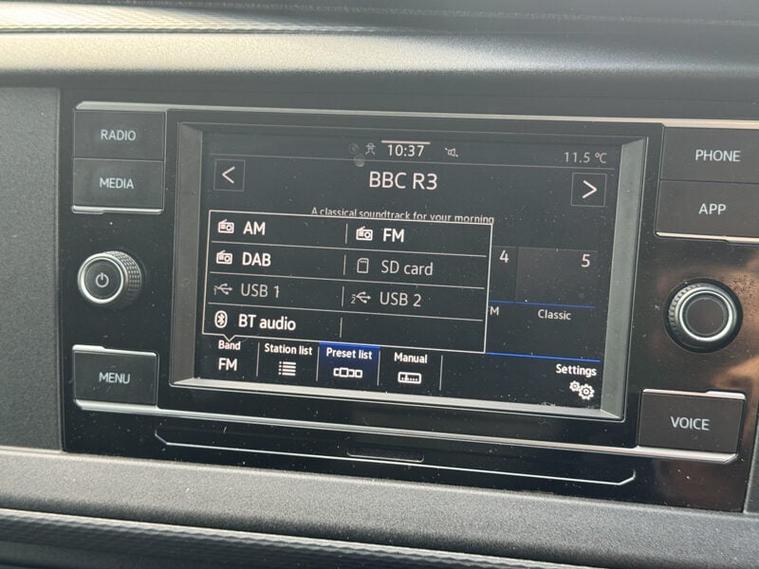 RADIO
MEDIA
MENU
10:37
11.5 °C
<
BBC R3
>
A classical soundtrack for your morning
AM
FM
DAB
SD card
1 USB 1
2 USB 2
BT audio
4
5
M
Classic
Band
FM
Station list
Preset list
Manual
Settings
PHONE
APP
VOICE